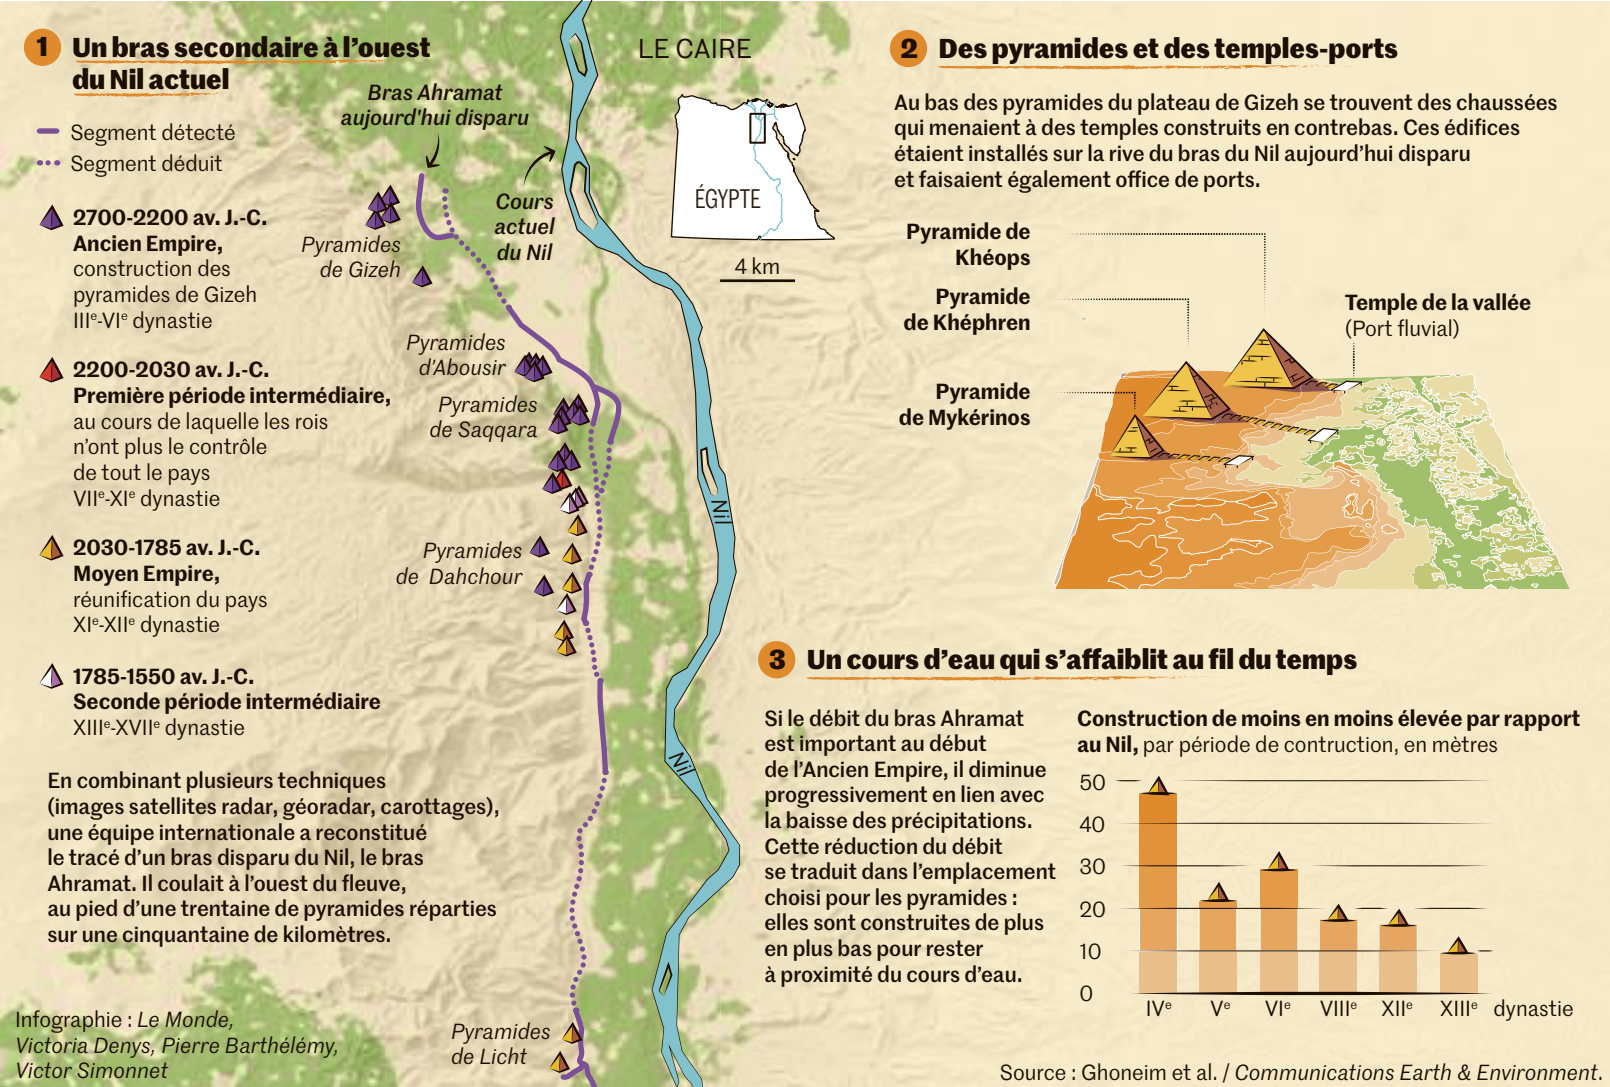 1 Un bras secondaire à l’ouest
du Nil actuel
Segment détecté
Segment déduit
2700-2200 av. J.-C.
Ancien Empire,
construction des
pyramides de Gizeh
IIIe-VIe dynastie
2200-2030 av. J.-C.
Première période intermédiaire,
au cours de laquelle les rois
n’ont plus le contrôle
de tout le pays
VIIe-XIe dynastie
2030-1785 av. J.-C.
Moyen Empire,
réunification du pays
XIe-XIIe dynastie
1785-1550 av. J.-C.
Seconde période intermédiaire
XIIIe-XVIIe dynastie
En combinant plusieurs techniques
(images satellites radar, géoradar, carottages),
une équipe internationale a reconstitué
le tracé d’un bras disparu du Nil, le bras
Ahramat. Il coulait à l’ouest du fleuve,
au pied d’une trentaine de pyramides réparties
sur une cinquantaine de kilomètres.
Infographie : Le Monde,
Victoria Denys, Pierre Barthélémy,
Victor Simonnet
Bras Ahramat
aujourd’hui disparu
Cours
actuel
du Nil
LE CAIRE
ÉGYPTE
4 km
Pyramides
de Gizeh
Pyramides
d’Abousir
Pyramides
de Saqqara
Pyramides
de Dahchour
Pyramides
de Licht
Nil
Nil
2 Des pyramides et des temples-ports
Au bas des pyramides du plateau de Gizeh se trouvent des chaussées
qui menaient à des temples construits en contrebas. Ces édifices
étaient installés sur la rive du bras du Nil aujourd’hui disparu
et faisaient également office de ports.
Pyramide de
Khéops
Pyramide
de Khéphren
Pyramide
de Mykérinos
Temple de la vallée
(Port fluvial)
3 Un cours d’eau qui s’affaiblit au fil du temps
Si le débit du bras Ahramat
est important au début
de l’Ancien Empire, il diminue
progressivement en lien avec
la baisse des précipitations.
Cette réduction du débit
se traduit dans l’emplacement
choisi pour les pyramides :
elles sont construites de plus
en plus bas pour rester
à proximité du cours d’eau.
Construction de moins en moins élevée par rapport
au Nil, par période de contruction, en mètres
50
40
30
20
10
0
IVe Ve VIe VIIIe XIIe XIIIe dynastie
Source : Ghoneim et al. / Communications Earth & Environment.